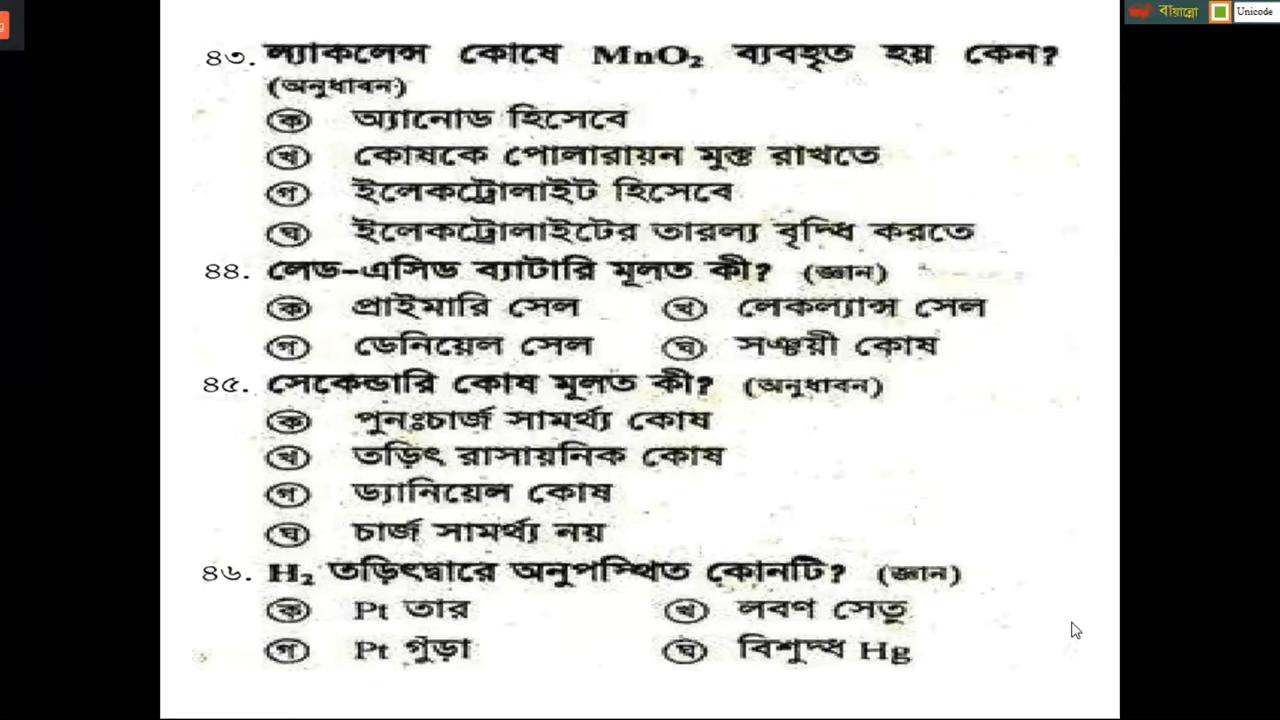 বায়ান্নো Unicode
৪৩. ল্যাকলেন্স কোষে MnO₂ ব্যবহৃত হয় কেন?
(অনুধাবন)
ক অ্যানোড হিসেবে
খ কোষকে পোলারায়ন মুক্ত রাখতে
গ ইলেকট্রোলাইট হিসেবে
ঘ ইলেকট্রোলাইটের তারল্য বৃদ্ধি করতে
৪৪. লেড-এসিড ব্যাটারি মূলত কী? (জ্ঞান)
ক প্রাইমারি সেল খ লেকল্যান্স সেল
গ ডেনিয়েল সেল ঘ সঞ্চয়ী কোষ
৪৫. সেকেন্ডারি কোষ মূলত কী? (অনুধাবন)
ক পুনঃচার্জ সামর্থ্য কোষ
খ তড়িৎ রাসায়নিক কোষ
গ ড্যানিয়েল কোষ
ঘ চার্জ সামর্থ্য নয়
৪৬. H₂ তড়িৎদ্বারে অনুপস্থিত কোনটি? (জ্ঞান)
ক Pt তার খ লবণ সেতু
গ Pt গুঁড়া ঘ বিশুদ্ধ Hg